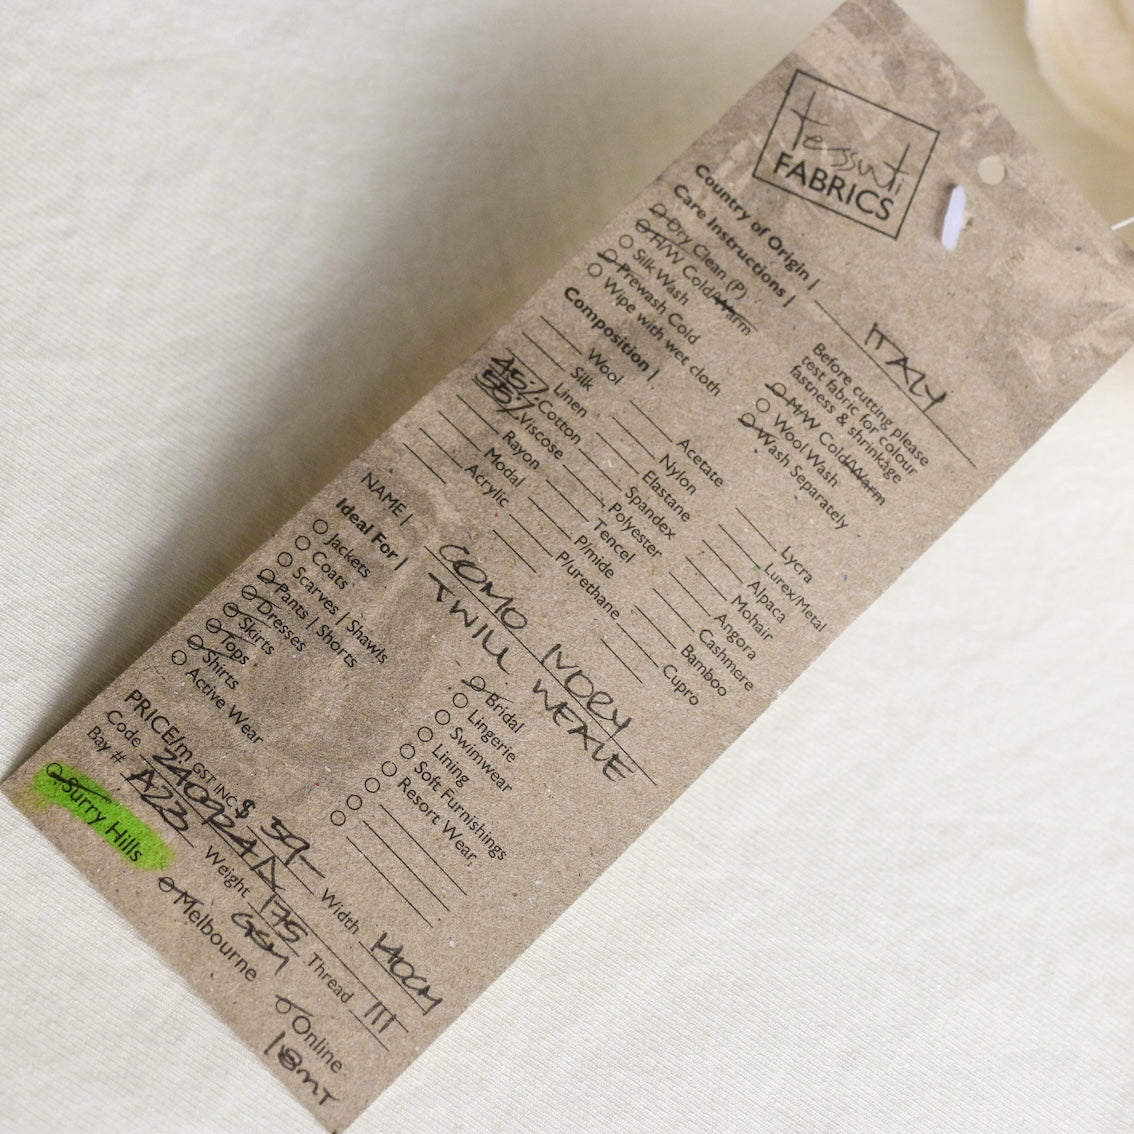 tessuti
FABRICS
Country of Origin | ITALY
Care Instructions |
Before cutting please
test fabric for colour
fastness & shrinkage
Dry Clean (P)
H/W Cold/Warm
Silk Wash
Prewash Cold
Wipe with wet cloth
M/W Cold/Warm
Wool Wash
Wash Separately
Composition |
Wool
Silk
Linen
45% Cotton
55% Viscose
Rayon
Modal
Acrylic
Acetate
Nylon
Elastane
Spandex
Polyester
Tencel
P/mide
P/urethane
Lycra
Lurex/Metal
Alpaca
Mohair
Angora
Cashmere
Bamboo
Cupro
NAME | COMO IVORY
TWILL WEAVE
Ideal For |
Jackets
Coats
Scarves | Shawls
Pants | Shorts
Dresses
Skirts
Tops
Shirts
Active Wear
Bridal
Lingerie
Swimwear
Lining
Soft Furnishings
Resort Wear
PRICE/m GST INC $ 39-
Width 140CM
Code 240924A
Weight 175 GSM
Thread 111
Bay # A23
Surry Hills
Melbourne
Online
18mT